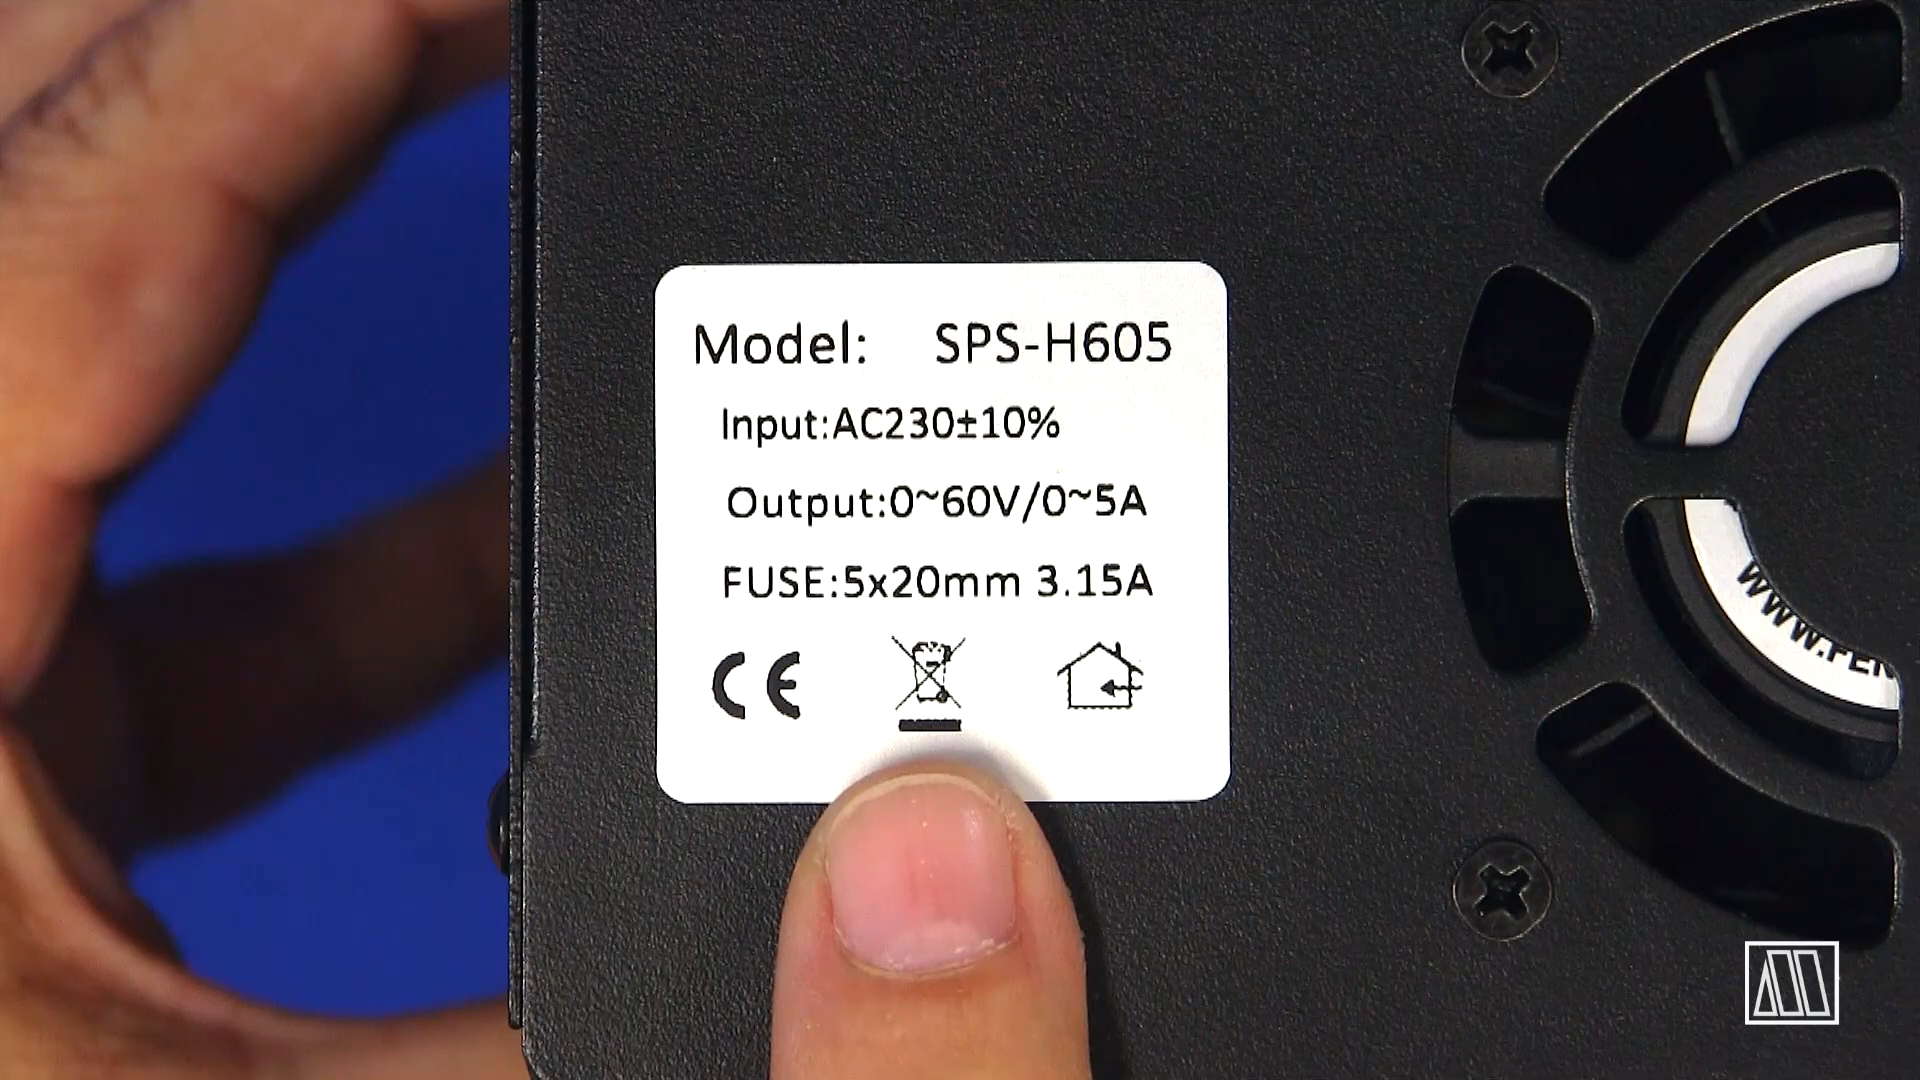 Model: SPS-H605
Input:AC230±10%
Output:0~60V/0~5A
FUSE:5x20mm 3.15A
CE